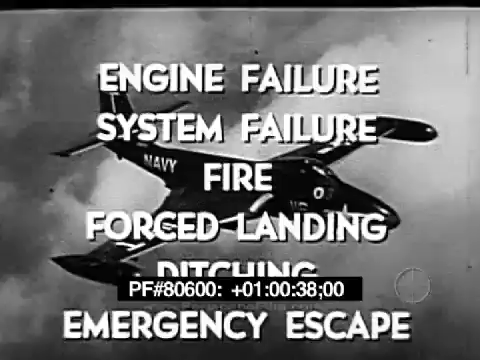 ENGINE FAILURE
SYSTEM FAILURE
NAVY
FIRE
FORCED LANDING
DITCHING
PF#80600: +01:00:38;00
EMERGENCY ESCAPE